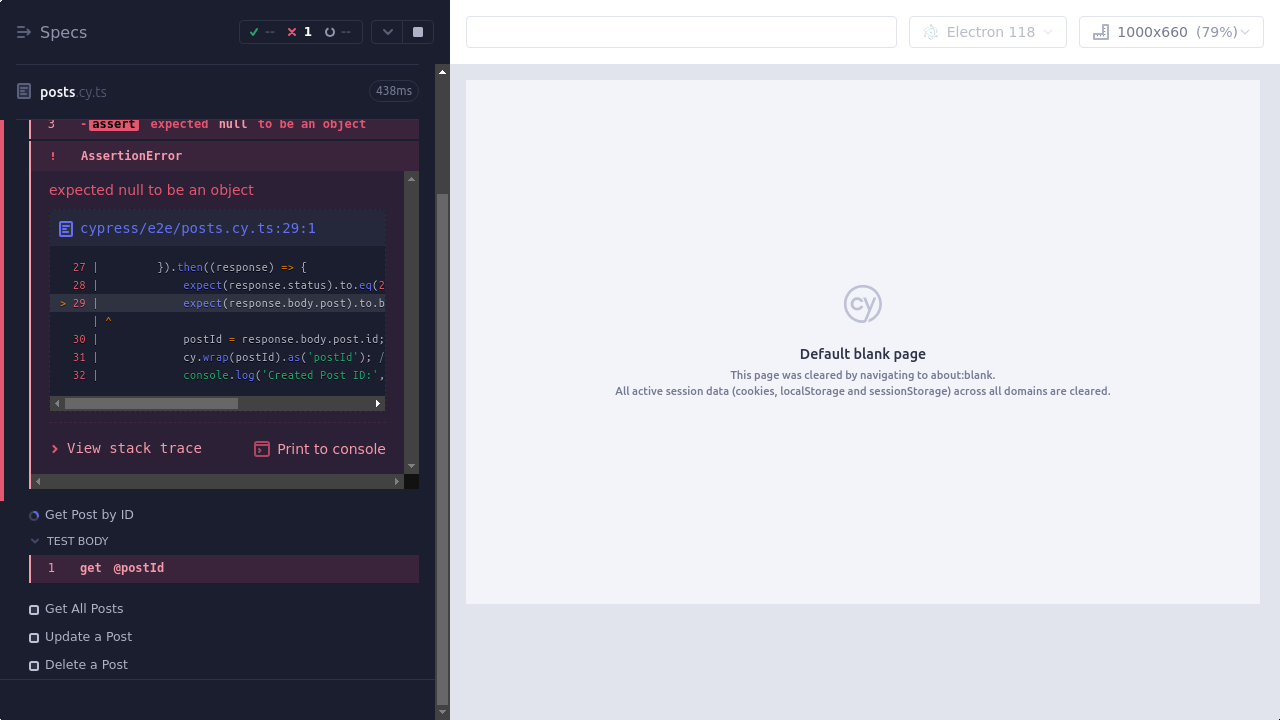 Specs
--
1
--
Electron 118
1000x660 (79%)
posts.cy.ts
438ms
3 -assert expected null to be an object
! AssertionError
expected null to be an object
cypress/e2e/posts.cy.ts:29:1
27 | }).then((response) => {
28 | expect(response.status).to.eq(2
> 29 | expect(response.body.post).to.b
| ^
30 | postId = response.body.post.id;
31 | cy.wrap(postId).as('postId'); /
32 | console.log('Created Post ID:',
View stack trace
Print to console
Get Post by ID
TEST BODY
1 get @postId
Get All Posts
Update a Post
Delete a Post
cy
Default blank page
This page was cleared by navigating to about:blank.
All active session data (cookies, localStorage and sessionStorage) across all domains are cleared.